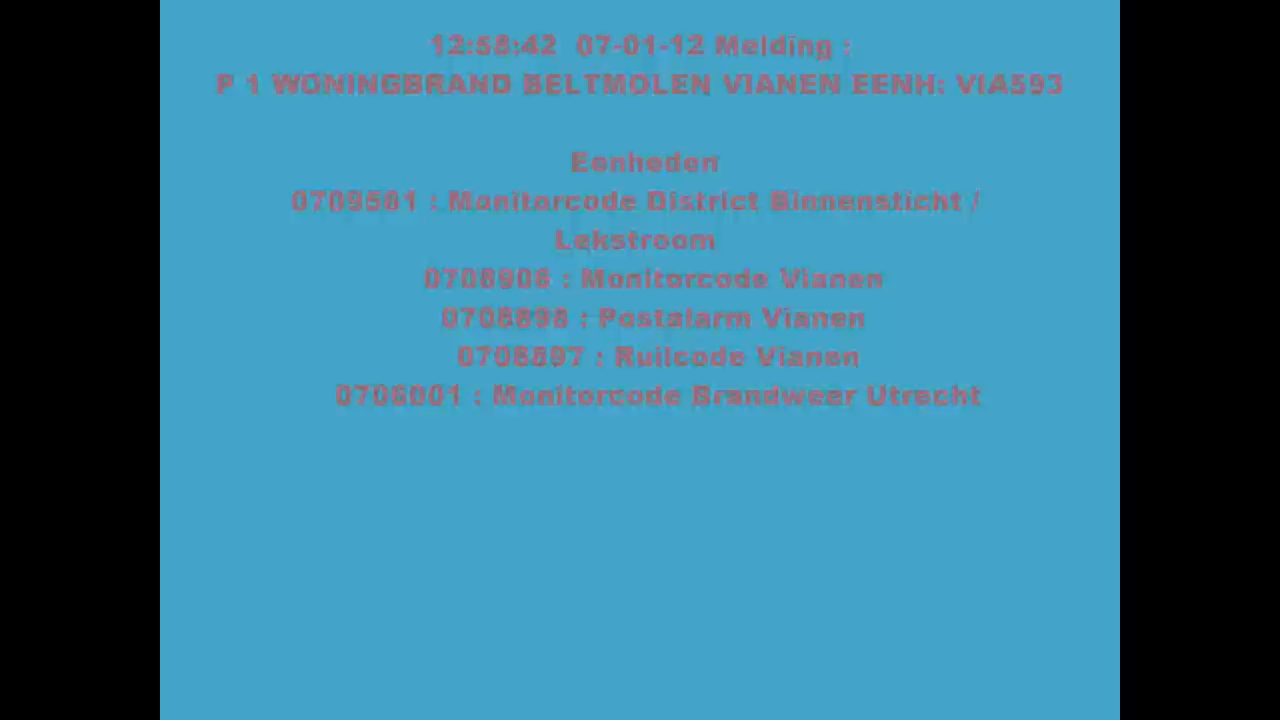 12:58:42 07-01-12 Melding :
P 1 WONINGBRAND BELTMOLEN VIANEN EENH: VIA593
Eenheden
0709581 : Monitorcode District Binnensticht /
Lekstroom
0708908 : Monitorcode Vianen
0708898 : Postalarm Vianen
0708897 : Ruilcode Vianen
0706001 : Monitorcode Brandweer Utrecht